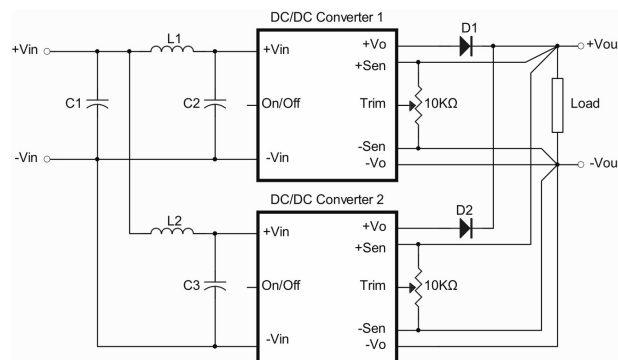 DC/DC Converter 1
L1
D1
+Vin
+Vin
+Vo
+Vou
+Sen
C1
C2
On/Off
Trim
10KΩ
Load
-Sen
-Vin
-Vin
-Vo
-Vou
DC/DC Converter 2
L2
D2
+Vin
+Vo
+Sen
C3
On/Off
Trim
10KΩ
-Sen
-Vin
-Vo